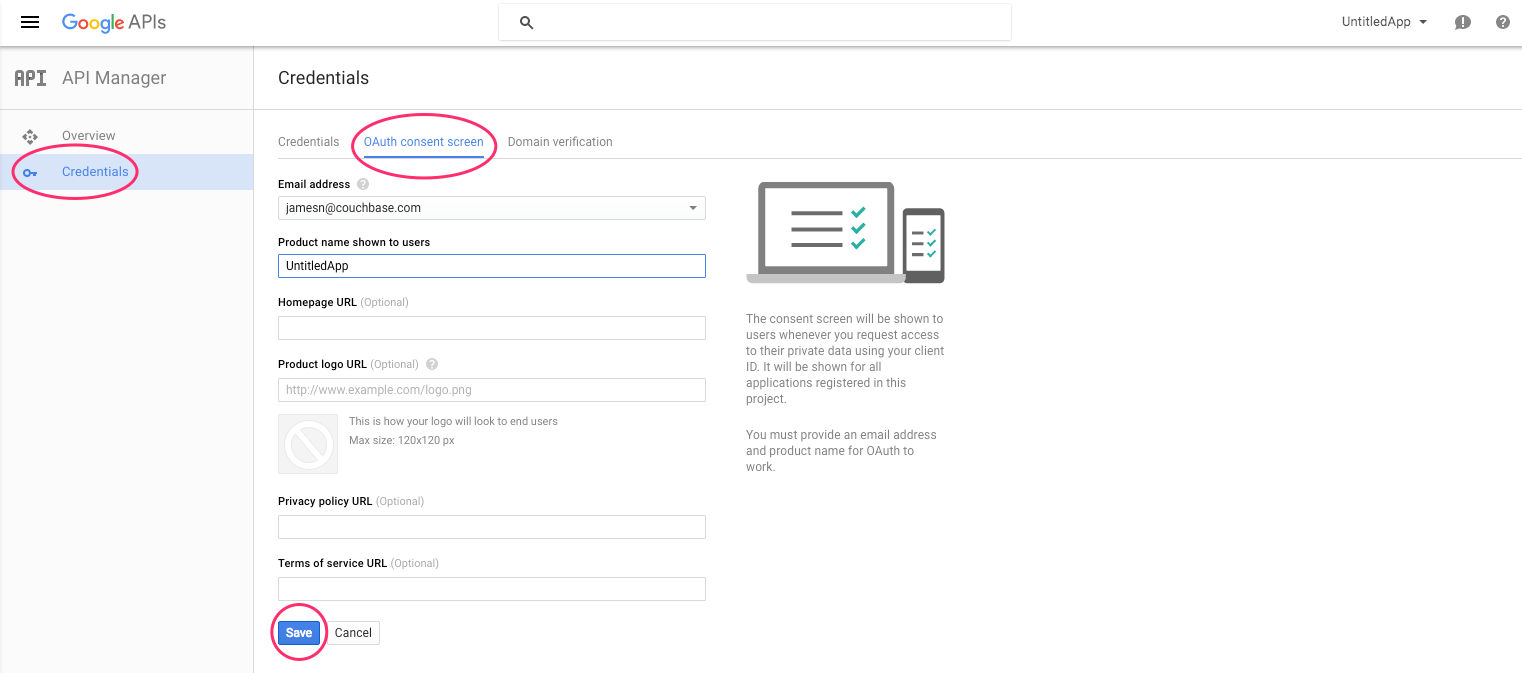 Google APIs
UntitledApp
API API Manager
Credentials
Overview
Credentials
Credentials OAuth consent screen Domain verification
Email address ?
jamesn@couchbase.com
Product name shown to users
UntitledApp
Homepage URL (Optional)
Product logo URL (Optional) ?
http://www.example.com/logo.png
This is how your logo will look to end users
Max size: 120x120 px
Privacy policy URL (Optional)
Terms of service URL (Optional)
Save Cancel
The consent screen will be shown to
users whenever you request access
to their private data using your client
ID. It will be shown for all
applications registered in this
project.
You must provide an email address
and product name for OAuth to
work.